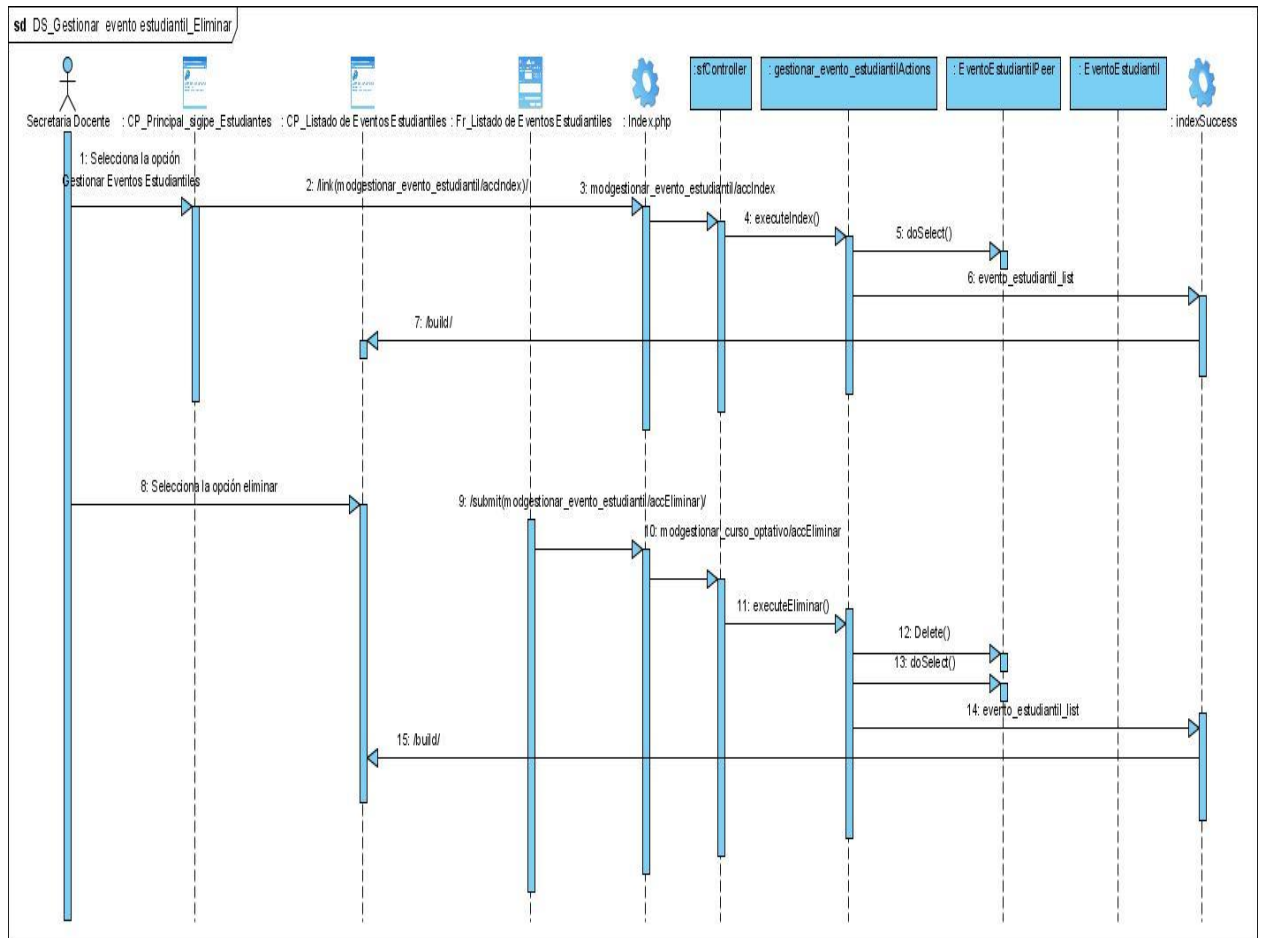 sd DS_Gestionar evento estudiantil_Eliminar
:sfController
: gestionar_evento_estudiantilActions
: EventoEstudiantilPeer
: EventoEstudiantil
Secretaria Docente
: CP_Principal_sigipe_Estudiantes
: CP_Listado de Eventos Estudiantiles
: Fr_Listado de Eventos Estudiantiles
: Index.php
: indexSuccess
1: Selecciona la opción
Gestionar Eventos Estudiantiles
2: /link(modgestionar_evento_estudiantil/accIndex)/
3: modgestionar_evento_estudiantil/accIndex
4: executeIndex()
5: doSelect()
6: evento_estudiantil_list
7: /build/
8: Selecciona la opción eliminar
9: /submit(modgestionar_evento_estudiantil/accEliminar)/
10: modgestionar_curso_optativo/accEliminar
11: executeEliminar()
12: Delete()
13: doSelect()
14: evento_estudiantil_list
15: /build/